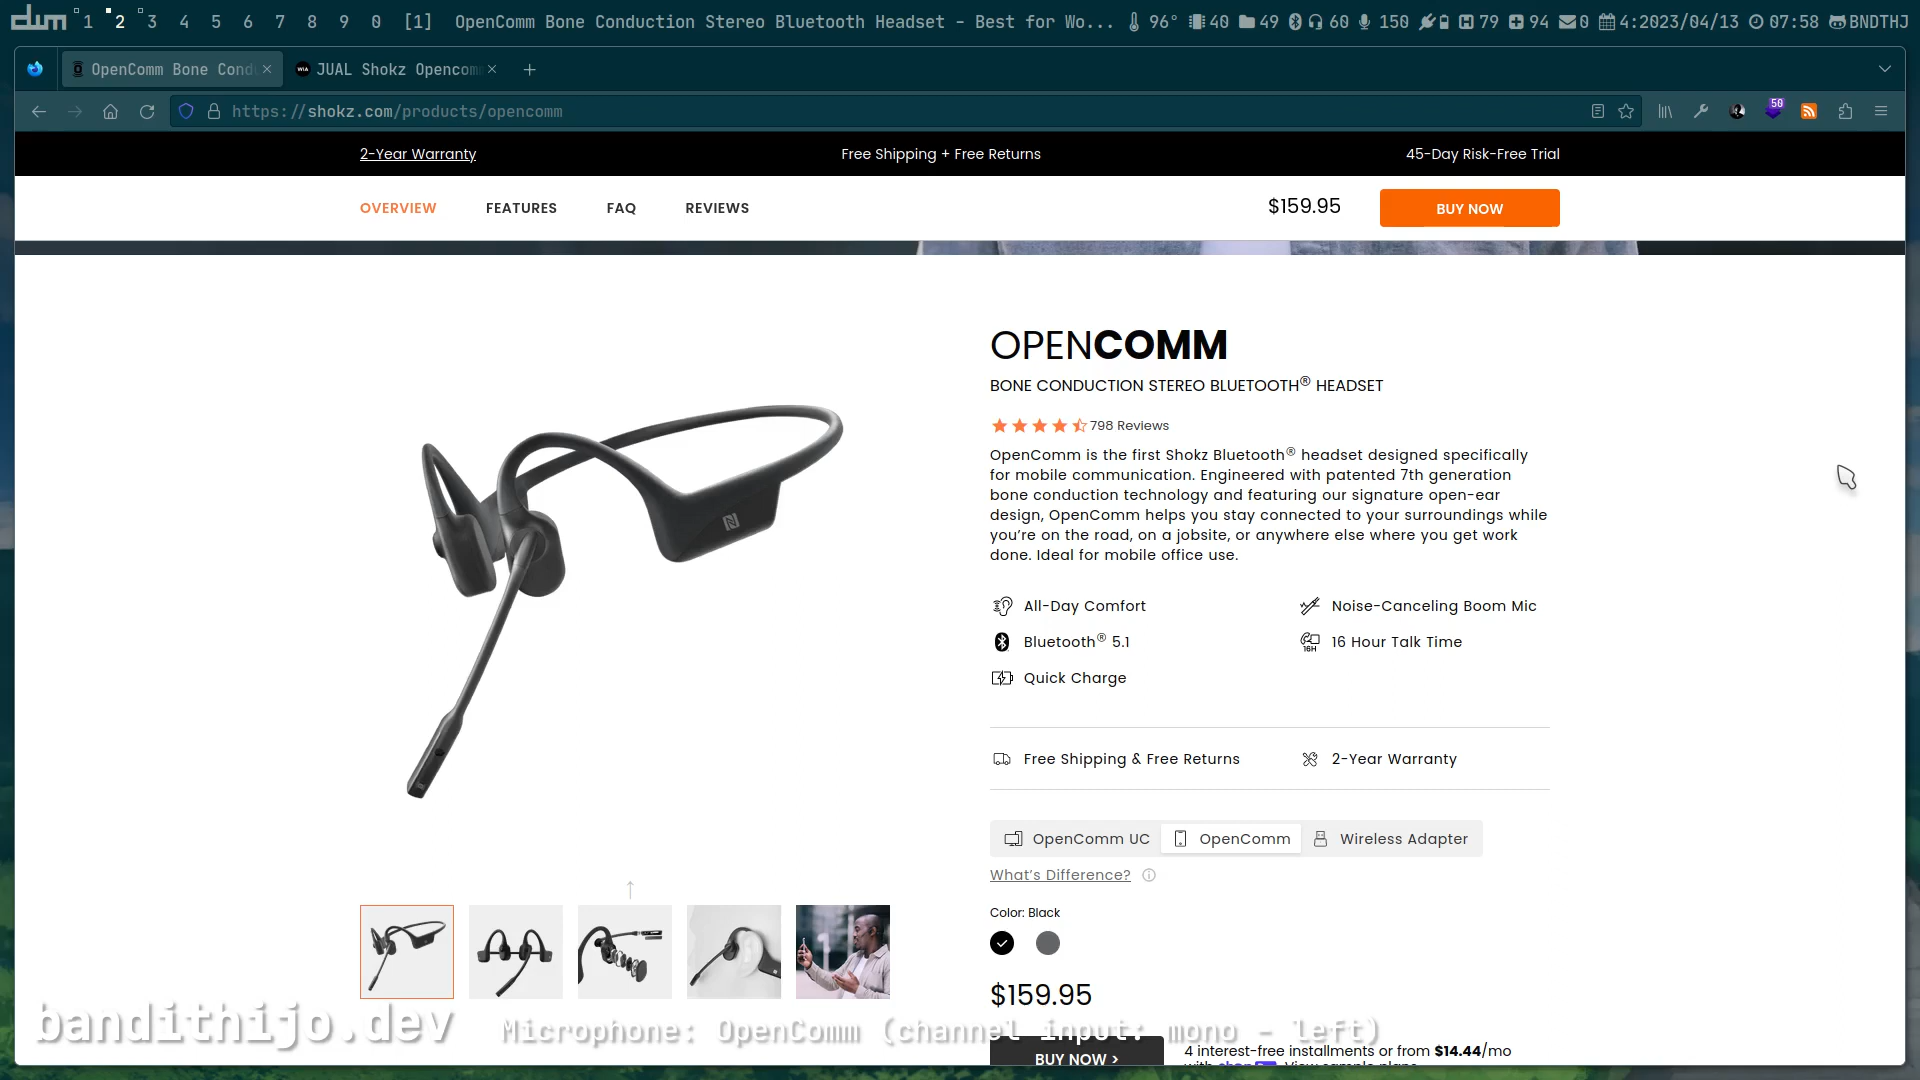 dwm 1 2 3 4 5 6 7 8 9 0 [1] OpenComm Bone Conduction Stereo Bluetooth Headset - Best for Wo... 96° 40 49 60 150 79 94 0 4:2023/04/13 07:58 BNDTHJ
OpenComm Bone Cond
JUAL Shokz Opencom
https://shokz.com/products/opencomm
50
2-Year Warranty
Free Shipping + Free Returns
45-Day Risk-Free Trial
OVERVIEW FEATURES FAQ REVIEWS
$159.95
BUY NOW
OPENCOMM
BONE CONDUCTION STEREO BLUETOOTH® HEADSET
798 Reviews
OpenComm is the first Shokz Bluetooth® headset designed specifically
for mobile communication. Engineered with patented 7th generation
bone conduction technology and featuring our signature open-ear
design, OpenComm helps you stay connected to your surroundings while
you’re on the road, on a jobsite, or anywhere else where you get work
done. Ideal for mobile office use.
All-Day Comfort
Noise-Canceling Boom Mic
Bluetooth® 5.1
16H
16 Hour Talk Time
Quick Charge
Free Shipping & Free Returns
2-Year Warranty
OpenComm UC
OpenComm
Wireless Adapter
What’s Difference?
Color: Black
$159.95
BUY NOW >
4 interest-free installments or from $14.44/mo
bandithijo.dev
Microphone: OpenComm (channel input: mono - left)